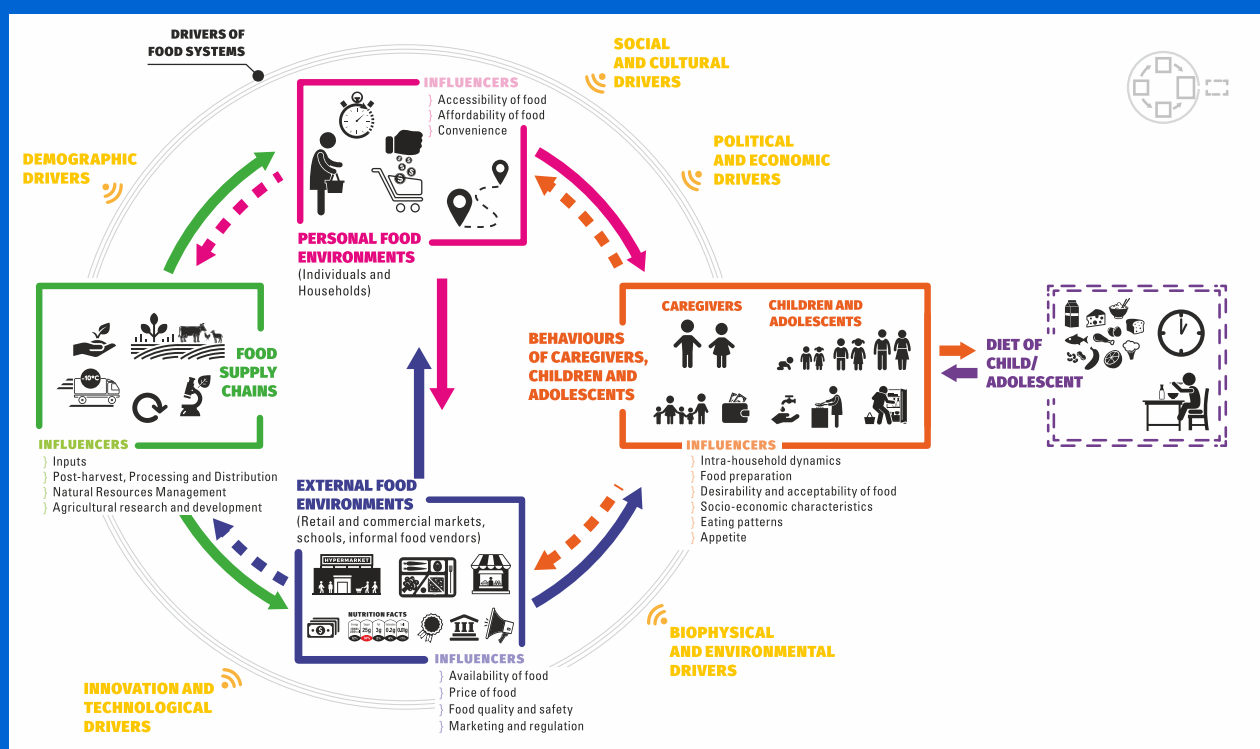 DRIVERS OF
FOOD SYSTEMS
SOCIAL
AND CULTURAL
DRIVERS
INFLUENCERS
} Accessibility of food
} Affordability of food
} Convenience
DEMOGRAPHIC
DRIVERS
POLITICAL
AND ECONOMIC
DRIVERS
PERSONAL FOOD
ENVIRONMENTS
(Individuals and
Households)
FOOD
SUPPLY
CHAINS
10°C
INFLUENCERS
} Inputs
} Post-harvest, Processing and Distribution
} Natural Resources Management
} Agricultural research and development
BEHAVIOURS
OF CAREGIVERS,
CHILDREN AND
ADOLESCENTS
CAREGIVERS
CHILDREN AND
ADOLESCENTS
INFLUENCERS
} Intra-household dynamics
} Food preparation
} Desirability and acceptability of food
} Socio-economic characteristics
} Eating patterns
} Appetite
DIET OF
CHILD/
ADOLESCENT
EXTERNAL FOOD
ENVIRONMENTS
(Retail and commercial markets,
schools, informal food vendors)
HYPERMARKET
NUTRITION FACTS
25g 3g 0.2g
INFLUENCERS
} Availability of food
} Price of food
} Food quality and safety
} Marketing and regulation
BIOPHYSICAL
AND ENVIRONMENTAL
DRIVERS
INNOVATION AND
TECHNOLOGICAL
DRIVERS